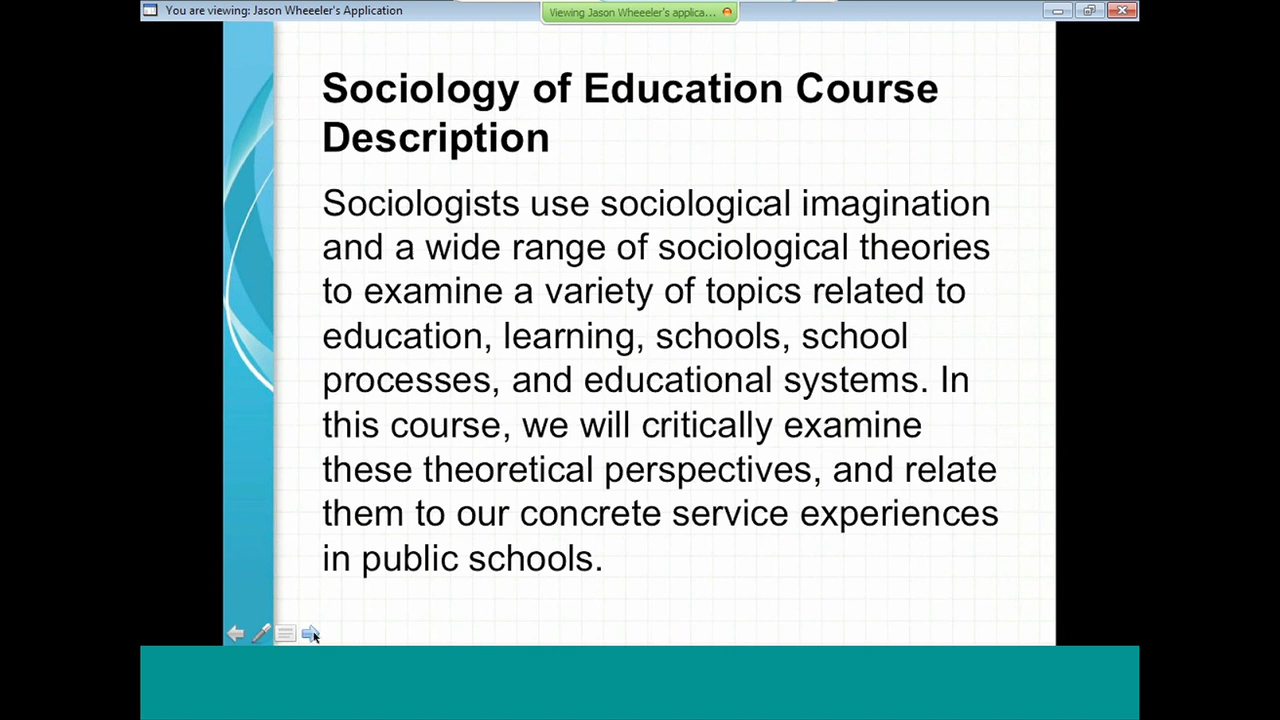 You are viewing: Jason Wheeeler's Application
Viewing Jason Wheeeler's applica...
Sociology of Education Course
Description
Sociologists use sociological imagination
and a wide range of sociological theories
to examine a variety of topics related to
education, learning, schools, school
processes, and educational systems. In
this course, we will critically examine
these theoretical perspectives, and relate
them to our concrete service experiences
in public schools.